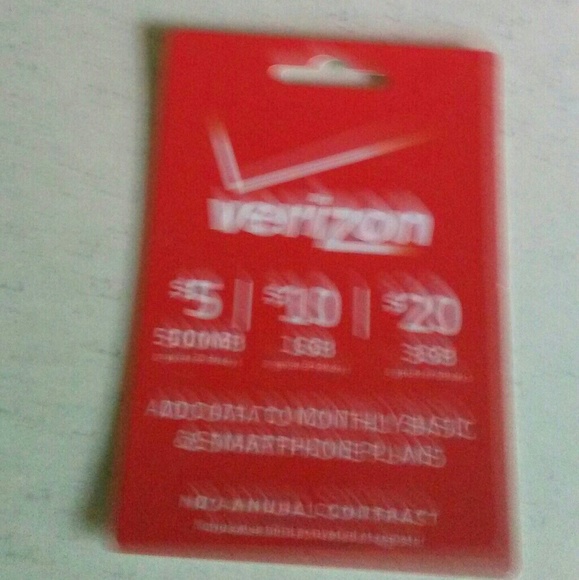 verizon
$5 | $10 | $20
500MB 1GB 3GB
ADD DATA TO MONTHLY BASIC
& SMARTPHONE PLANS
NO ANNUAL CONTRACT